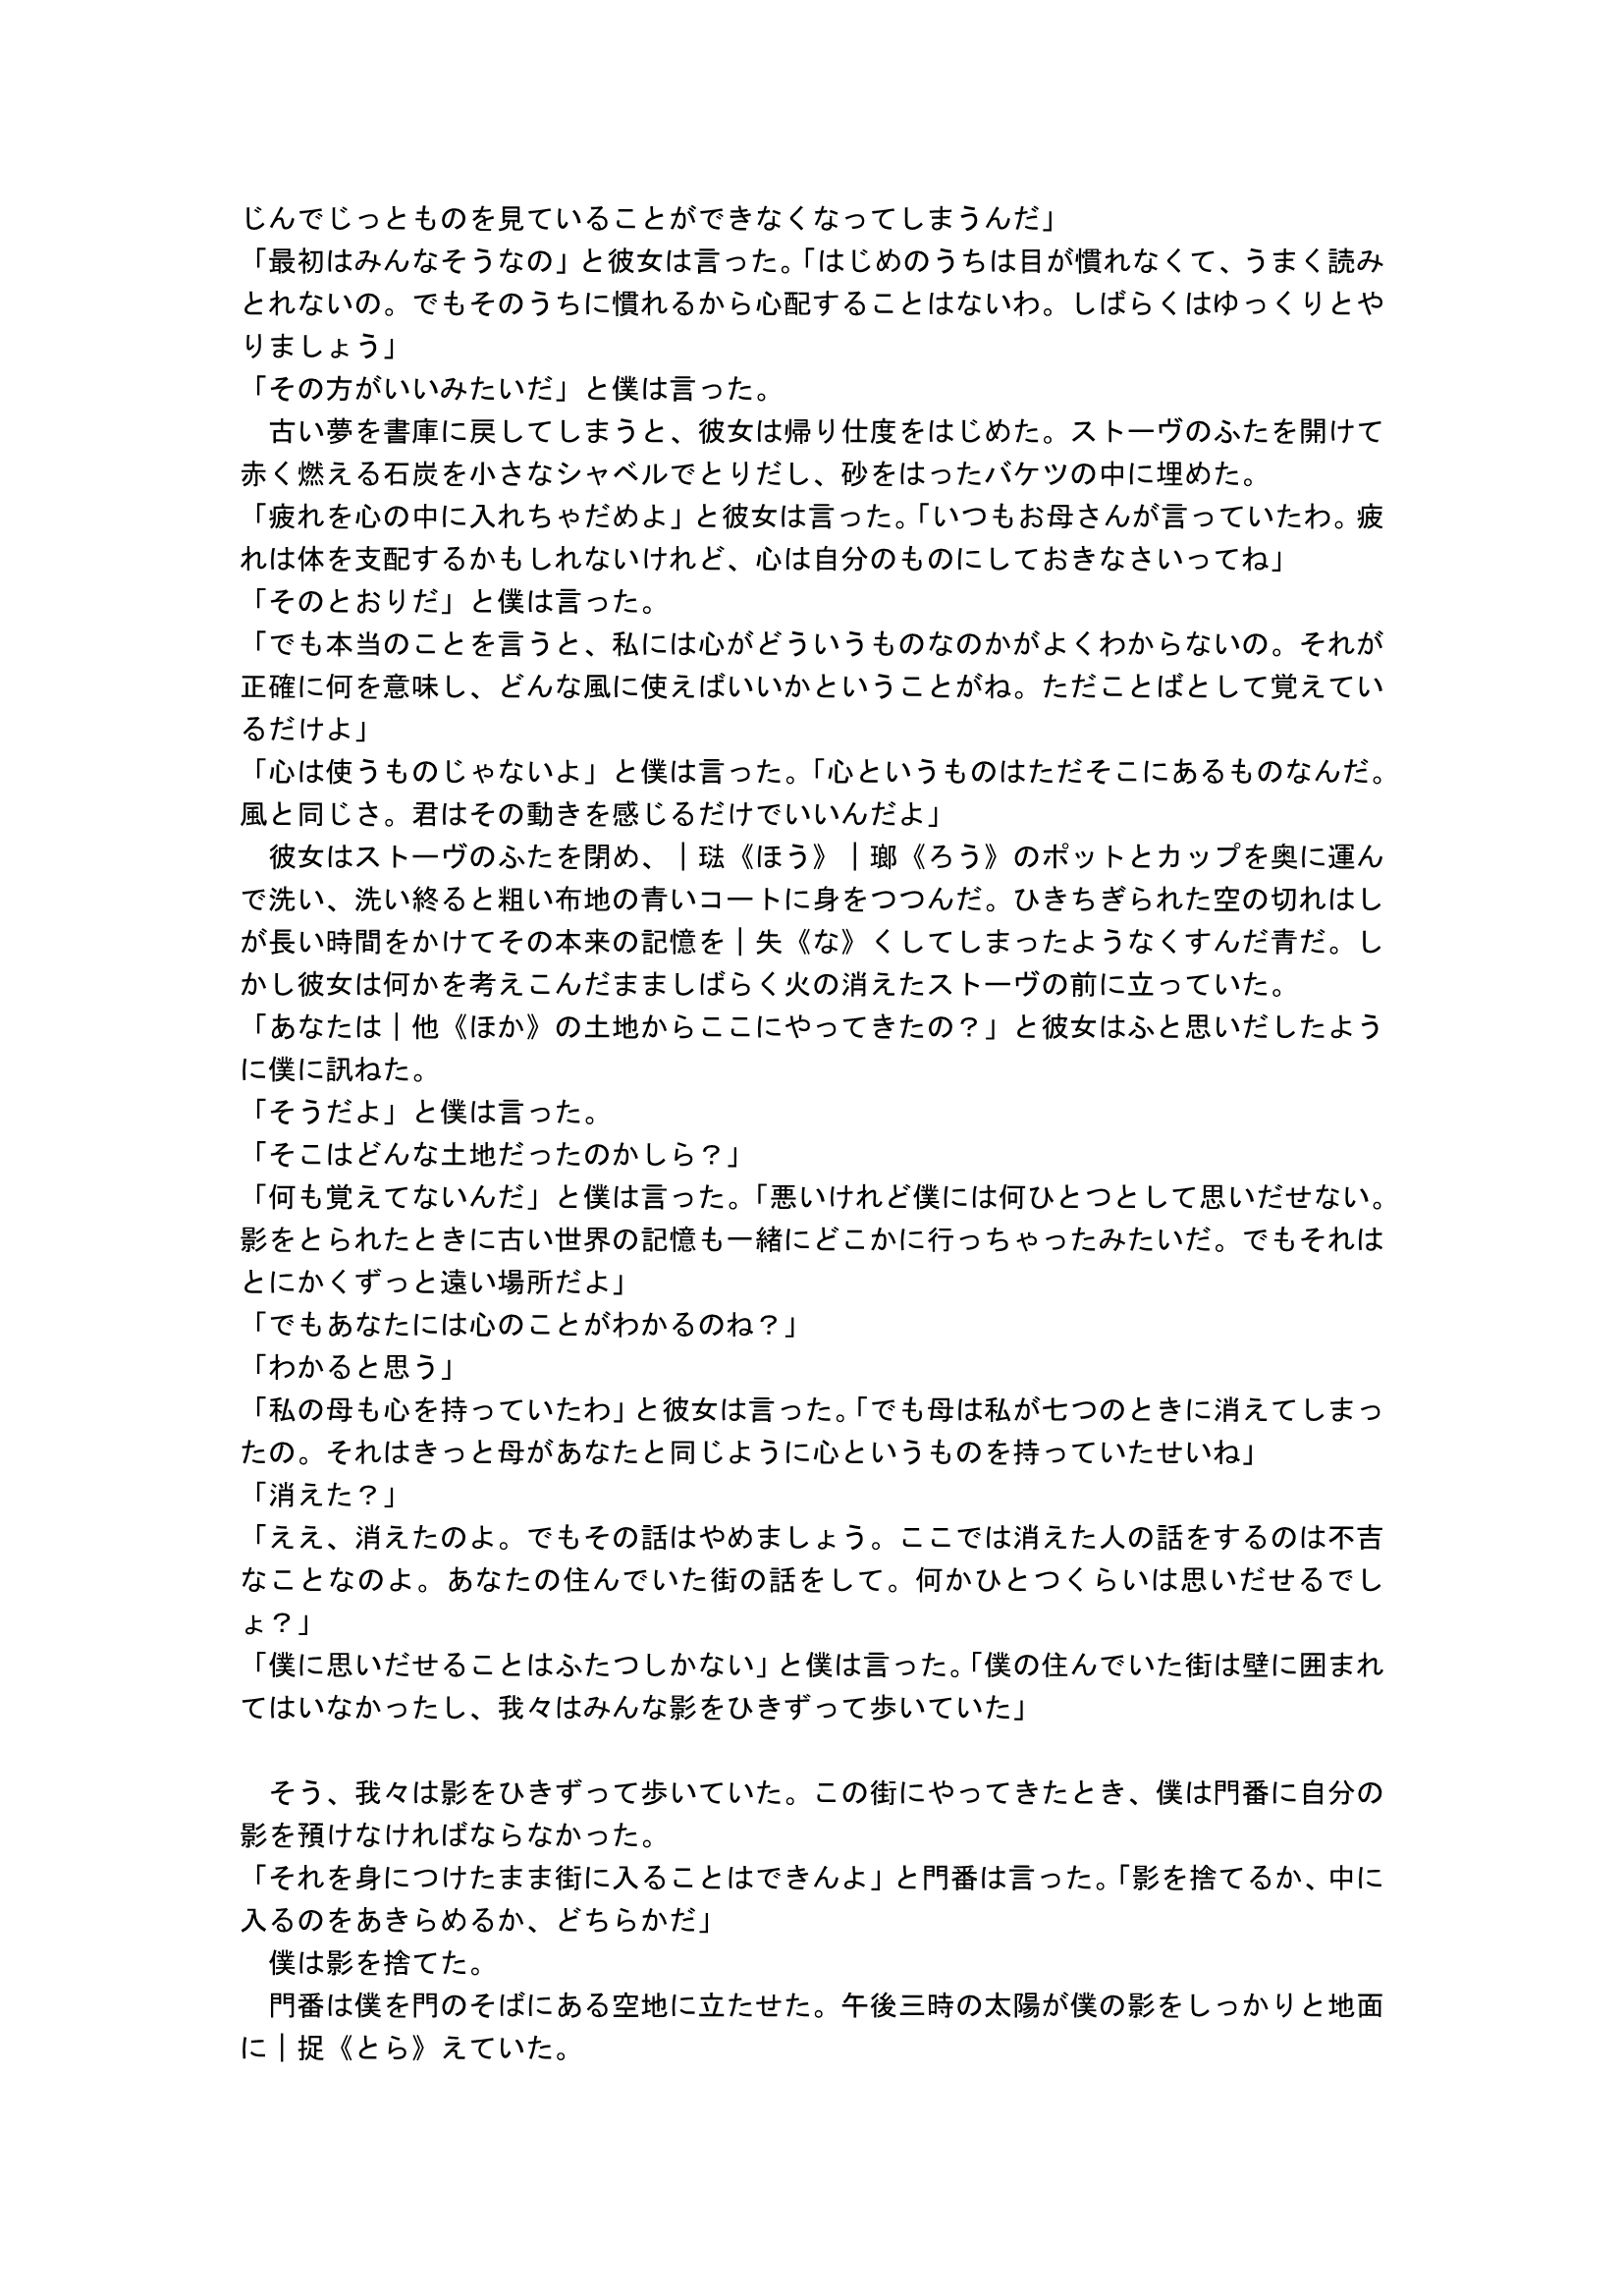 じんでじっとものを見ていることができなくなってしまうんだ」
「最初はみんなそうなの」と彼女は言った。「はじめのうちは目が慣れなくて、うまく読み
とれないの。でもそのうちに慣れるから心配することはないわ。しばらくはゆっくりとや
りましょう」
「その方がいいみたいだ」と僕は言った。
　古い夢を書庫に戻してしまうと、彼女は帰り仕度をはじめた。ストーヴのふたを開けて
赤く燃える石炭を小さなシャベルでとりだし、砂をはったバケツの中に埋めた。
「疲れを心の中に入れちゃだめよ」と彼女は言った。「いつもお母さんが言っていたわ。疲
れは体を支配するかもしれないけれど、心は自分のものにしておきなさいってね」
「そのとおりだ」と僕は言った。
「でも本当のことを言うと、私には心がどういうものなのかがよくわからないの。それが
正確に何を意味し、どんな風に使えばいいかということがね。ただことばとして覚えてい
るだけよ」
「心は使うものじゃないよ」と僕は言った。「心というものはただそこにあるものなんだ。
風と同じさ。君はその動きを感じるだけでいいんだよ」
　彼女はストーヴのふたを閉め、｜琺《ほう》｜瑯《ろう》のポットとカップを奥に運ん
で洗い、洗い終ると粗い布地の青いコートに身をつつんだ。ひきちぎられた空の切れはし
が長い時間をかけてその本来の記憶を｜失《な》くしてしまったようなくすんだ青だ。し
かし彼女は何かを考えこんだまましばらく火の消えたストーヴの前に立っていた。
「あなたは｜他《ほか》の土地からここにやってきたの？」と彼女はふと思いだしたよう
に僕に訊ねた。
「そうだよ」と僕は言った。
「そこはどんな土地だったのかしら？」
「何も覚えてないんだ」と僕は言った。「悪いけれど僕には何ひとつとして思いだせない。
影をとられたときに古い世界の記憶も一緒にどこかに行っちゃったみたいだ。でもそれは
とにかくずっと遠い場所だよ」
「でもあなたには心のことがわかるのね？」
「わかると思う」
「私の母も心を持っていたわ」と彼女は言った。「でも母は私が七つのときに消えてしまっ
たの。それはきっと母があなたと同じように心というものを持っていたせいね」
「消えた？」
「ええ、消えたのよ。でもその話はやめましょう。ここでは消えた人の話をするのは不吉
なことなのよ。あなたの住んでいた街の話をして。何かひとつくらいは思いだせるでし
ょ？」
「僕に思いだせることはふたつしかない」と僕は言った。「僕の住んでいた街は壁に囲まれ
てはいなかったし、我々はみんな影をひきずって歩いていた」

　そう、我々は影をひきずって歩いていた。この街にやってきたとき、僕は門番に自分の
影を預けなければならなかった。
「それを身につけたまま街に入ることはできんよ」と門番は言った。「影を捨てるか、中に
入るのをあきらめるか、どちらかだ」
　僕は影を捨てた。
　門番は僕を門のそばにある空地に立たせた。午後三時の太陽が僕の影をしっかりと地面
に｜捉《とら》えていた。